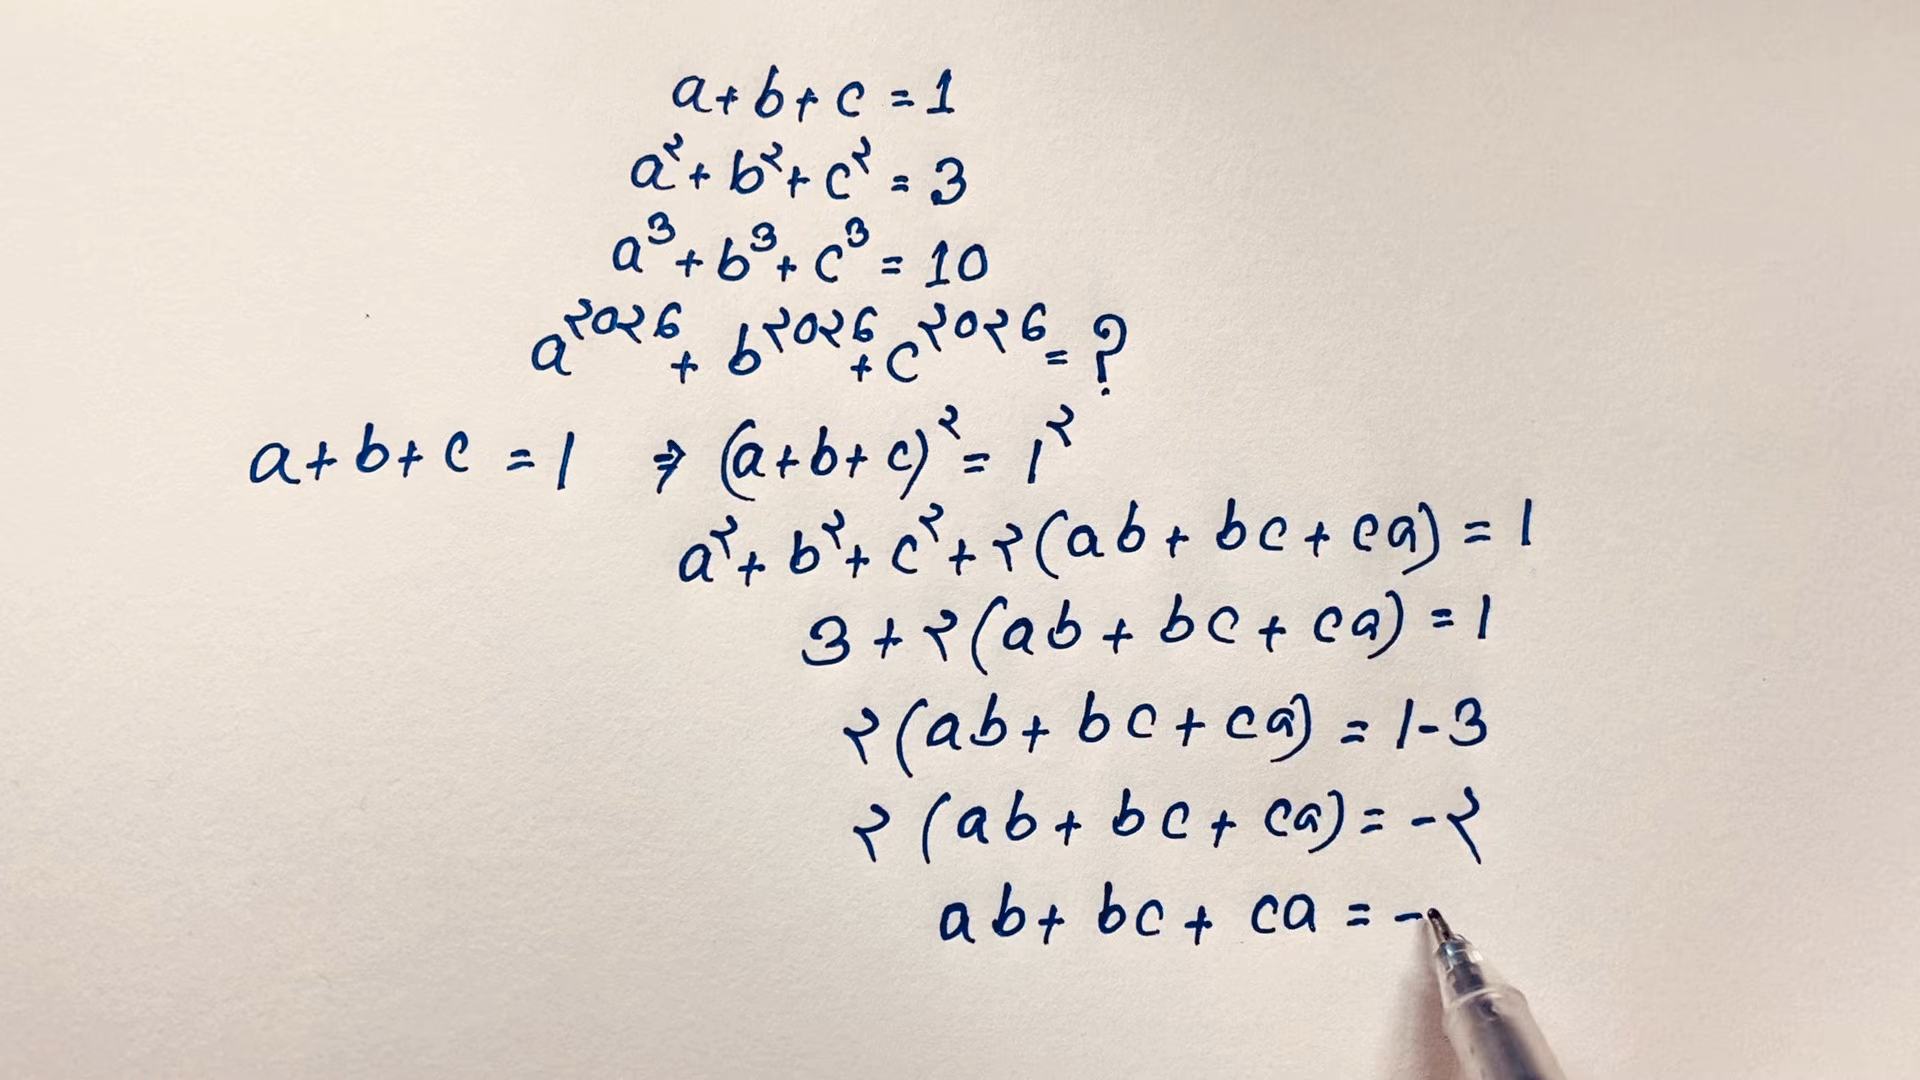 a+b+c=1
a²+b²+c²=3
a³+b³+c³=10
a²⁰²⁶+b²⁰²⁶+c²⁰²⁶=?
a+b+c=1 ⇒ (a+b+c)²=1²
a²+b²+c²+2(ab+bc+ca)=1
3+2(ab+bc+ca)=1
2(ab+bc+ca)=1-3
2(ab+bc+ca)=-2
ab+bc+ca=-